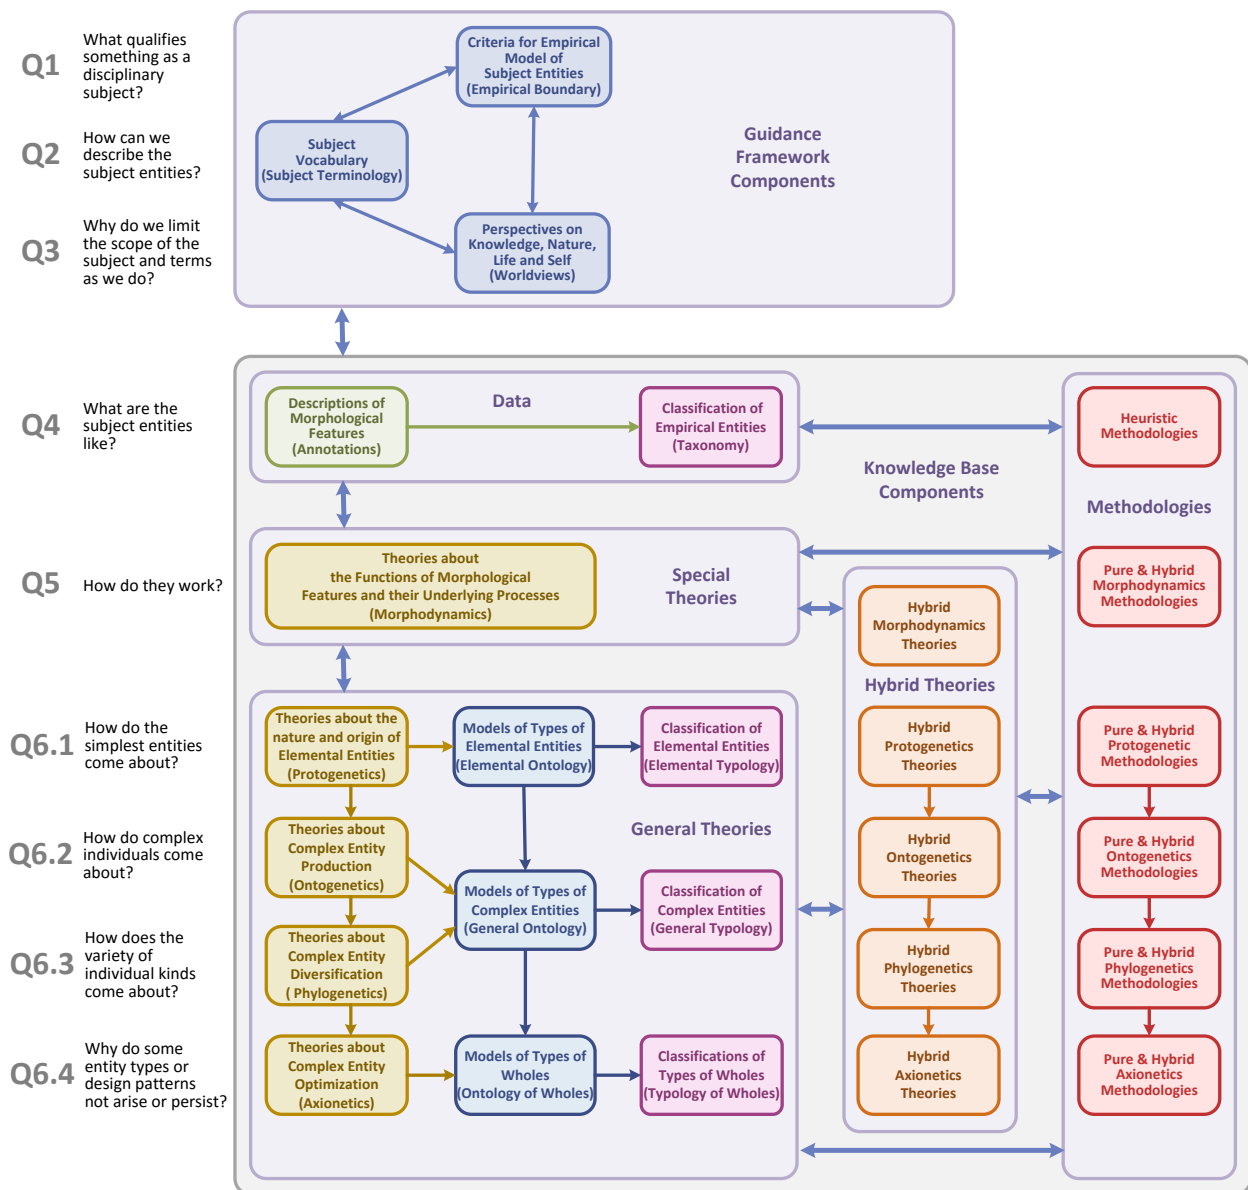 Q1
What qualifies
something as a
disciplinary
subject?
Criteria for Empirical
Model of
Subject Entities
(Empirical Boundary)
Q2
How can we
describe the
subject entities?
Subject
Vocabulary
(Subject Terminology)
Guidance
Framework
Components
Q3
Why do we limit
the scope of the
subject and terms
as we do?
Perspectives on
Knowledge, Nature,
Life and Self
(Worldviews)
Q4
What are the
subject entities
like?
Descriptions of
Morphological
Features
(Annotations)
Data
Classification of
Empirical Entities
(Taxonomy)
Heuristic
Methodologies
Knowledge Base
Components
Methodologies
Q5
How do they work?
Theories about
the Functions of Morphological
Features and their Underlying Processes
(Morphodynamics)
Special
Theories
Hybrid
Morphodynamics
Theories
Pure & Hybrid
Morphodynamics
Methodologies
Hybrid Theories
Q6.1
How do the
simplest entities
come about?
Theories about the
nature and origin of
Elemental Entities
(Protogenetics)
Models of Types of
Elemental Entities
(Elemental Ontology)
Classification of
Elemental Entities
(Elemental Typology)
Hybrid
Protogenetics
Theories
Pure & Hybrid
Protogenetic
Methodologies
General Theories
Q6.2
How do complex
individuals come
about?
Theories about
Complex Entity
Production
(Ontogenetics)
Models of Types of
Complex Entities
(General Ontology)
Classification of
Complex Entities
(General Typology)
Hybrid
Ontogenetics
Theories
Pure & Hybrid
Ontogenetics
Methodologies
Q6.3
How does the
variety of
individual kinds
come about?
Theories about
Complex Entity
Diversification
( Phylogenetics)
Hybrid
Phylogenetics
Thoeries
Pure & Hybrid
Phylogenetics
Methodologies
Q6.4
Why do some
entity types or
design patterns
not arise or persist?
Theories about
Complex Entity
Optimization
(Axionetics)
Models of Types of
Wholes
(Ontology of Wholes)
Classifications of
Types of Wholes
(Typology of Wholes)
Hybrid
Axionetics
Theories
Pure & Hybrid
Axionetics
Methodologies